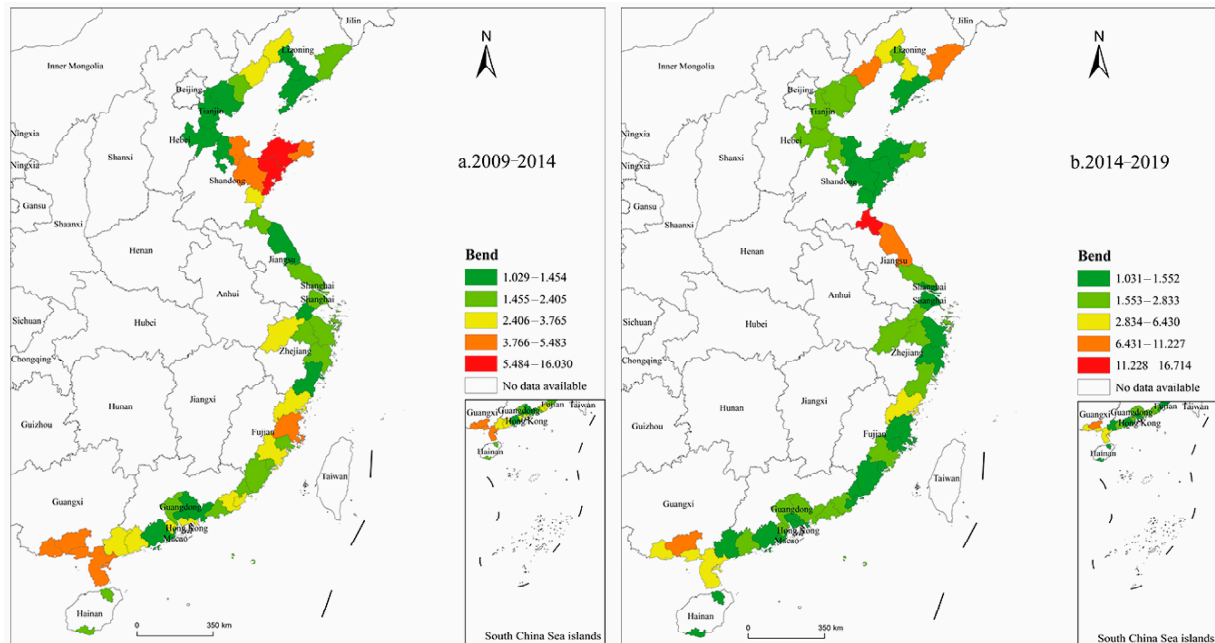 Jilin
Inner Mongolia
Liaoning
Beijing
Tianjin
Hebei
Ningxia
Ningxia
Shanxi
Shandong
Gansu
Shaanxi
Henan
Jiangsu
Anhui
Shanghai
Shanghai
Sichuan
Hubei
Chongqing
Zhejiang
Hunan
Jiangxi
Guizhou
Fujian
Taiwan
Guangxi
Guangdong
Hong Kong
Macao
Hainan
0 350 km
N
a.2009–2014
Bend
1.029–1.454
1.455–2.405
2.406–3.765
3.766–5.483
5.484–16.030
No data available
Fujian Taiwan
Guangxi Guangdong
Hong Kong
Hainan
South China Sea islands
Jilin
Inner Mongolia
Liaoning
Beijing
Tianjin
Hebei
Ningxia
Ningxia
Shanxi
Shandong
Gansu
Shaanxi
Henan
Jiangsu
Anhui
Shanghai
Shanghai
Sichuan
Hubei
Chongqing
Zhejiang
Hunan
Jiangxi
Guizhou
Fujian
Taiwan
Guangxi
Guangdong
Hong Kong
Macao
Hainan
0 350 km
N
b.2014–2019
Bend
1.031–1.552
1.553–2.833
2.834–6.430
6.431–11.227
11.228 16.714
No data available
Fujian Taiwan
Guangxi Guangdong
Hong Kong
Hainan
South China Sea islands